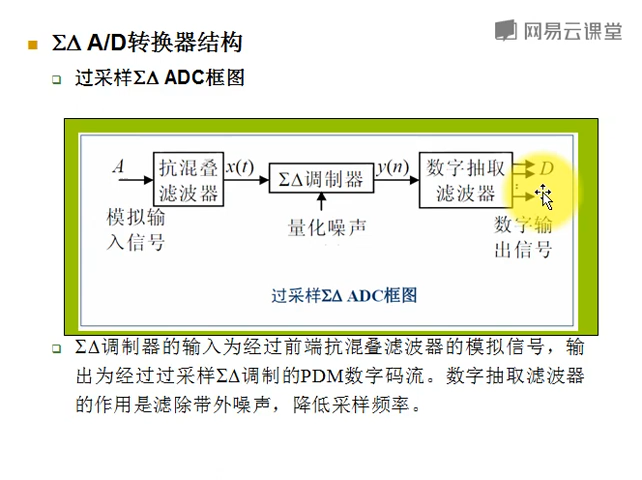 网易云课堂
ΣΔ A/D转换器结构
过采样ΣΔ ADC框图
A
抗混叠
滤波器
x(t)
ΣΔ调制器
y(n)
数字抽取
滤波器
D
模拟输
入信号
量化噪声
数字输
出信号
过采样ΣΔ ADC框图
ΣΔ调制器的输入为经过前端抗混叠滤波器的模拟信号，输
出为经过过采样ΣΔ调制的PDM数字码流。数字抽取滤波器
的作用是滤除带外噪声，降低采样频率。